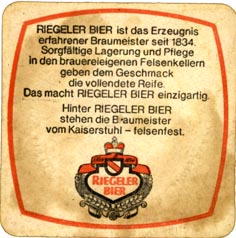 RIEGELER BIER ist das Erzeugnis
erfahrener Braumeister seit 1834.
Sorgfältige Lagerung und Pflege
in den brauereieigenen Felsenkellern
geben dem Geschmack
die vollendete Reife.
Das macht RIEGELER BIER einzigartig.
Hinter RIEGELER BIER
stehen die Braumeister
vom Kaiserstuhl – felsenfest.
RIEGELER
BIER